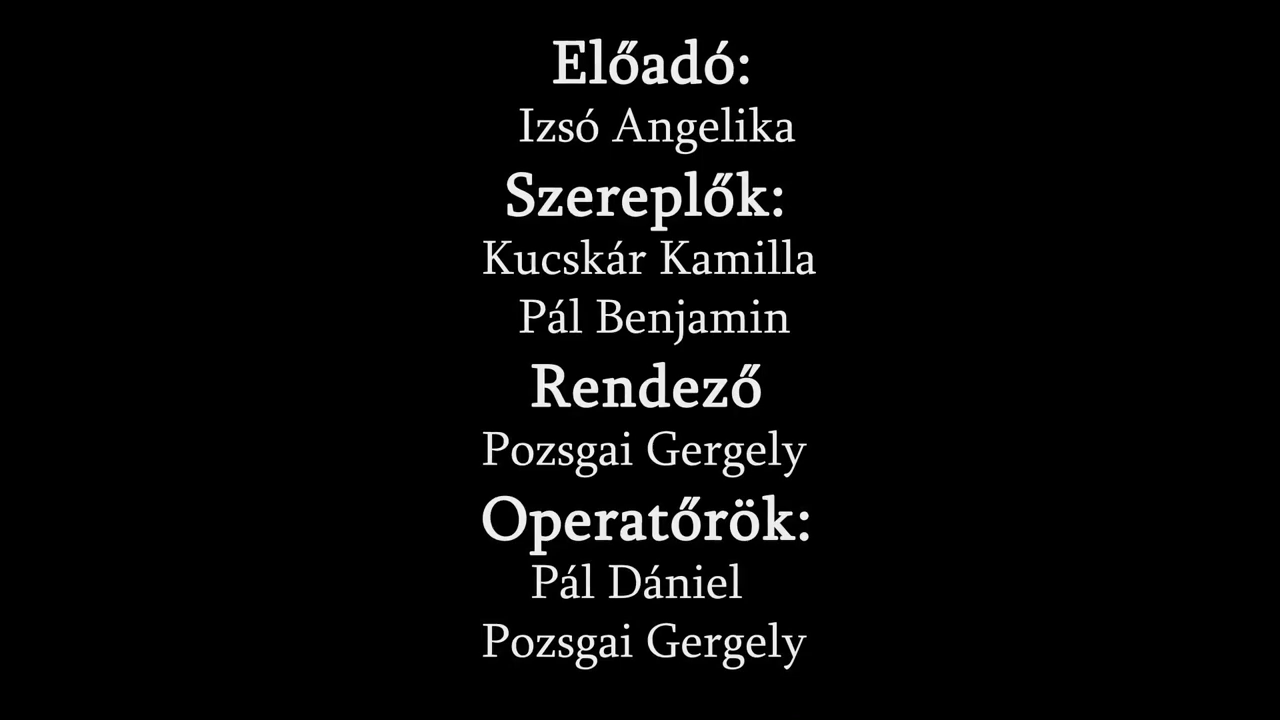 Előadó:
Izsó Angelika
Szereplők:
Kucskár Kamilla
Pál Benjamin
Rendező
Pozsgai Gergely
Operatőrök:
Pál Dániel
Pozsgai Gergely